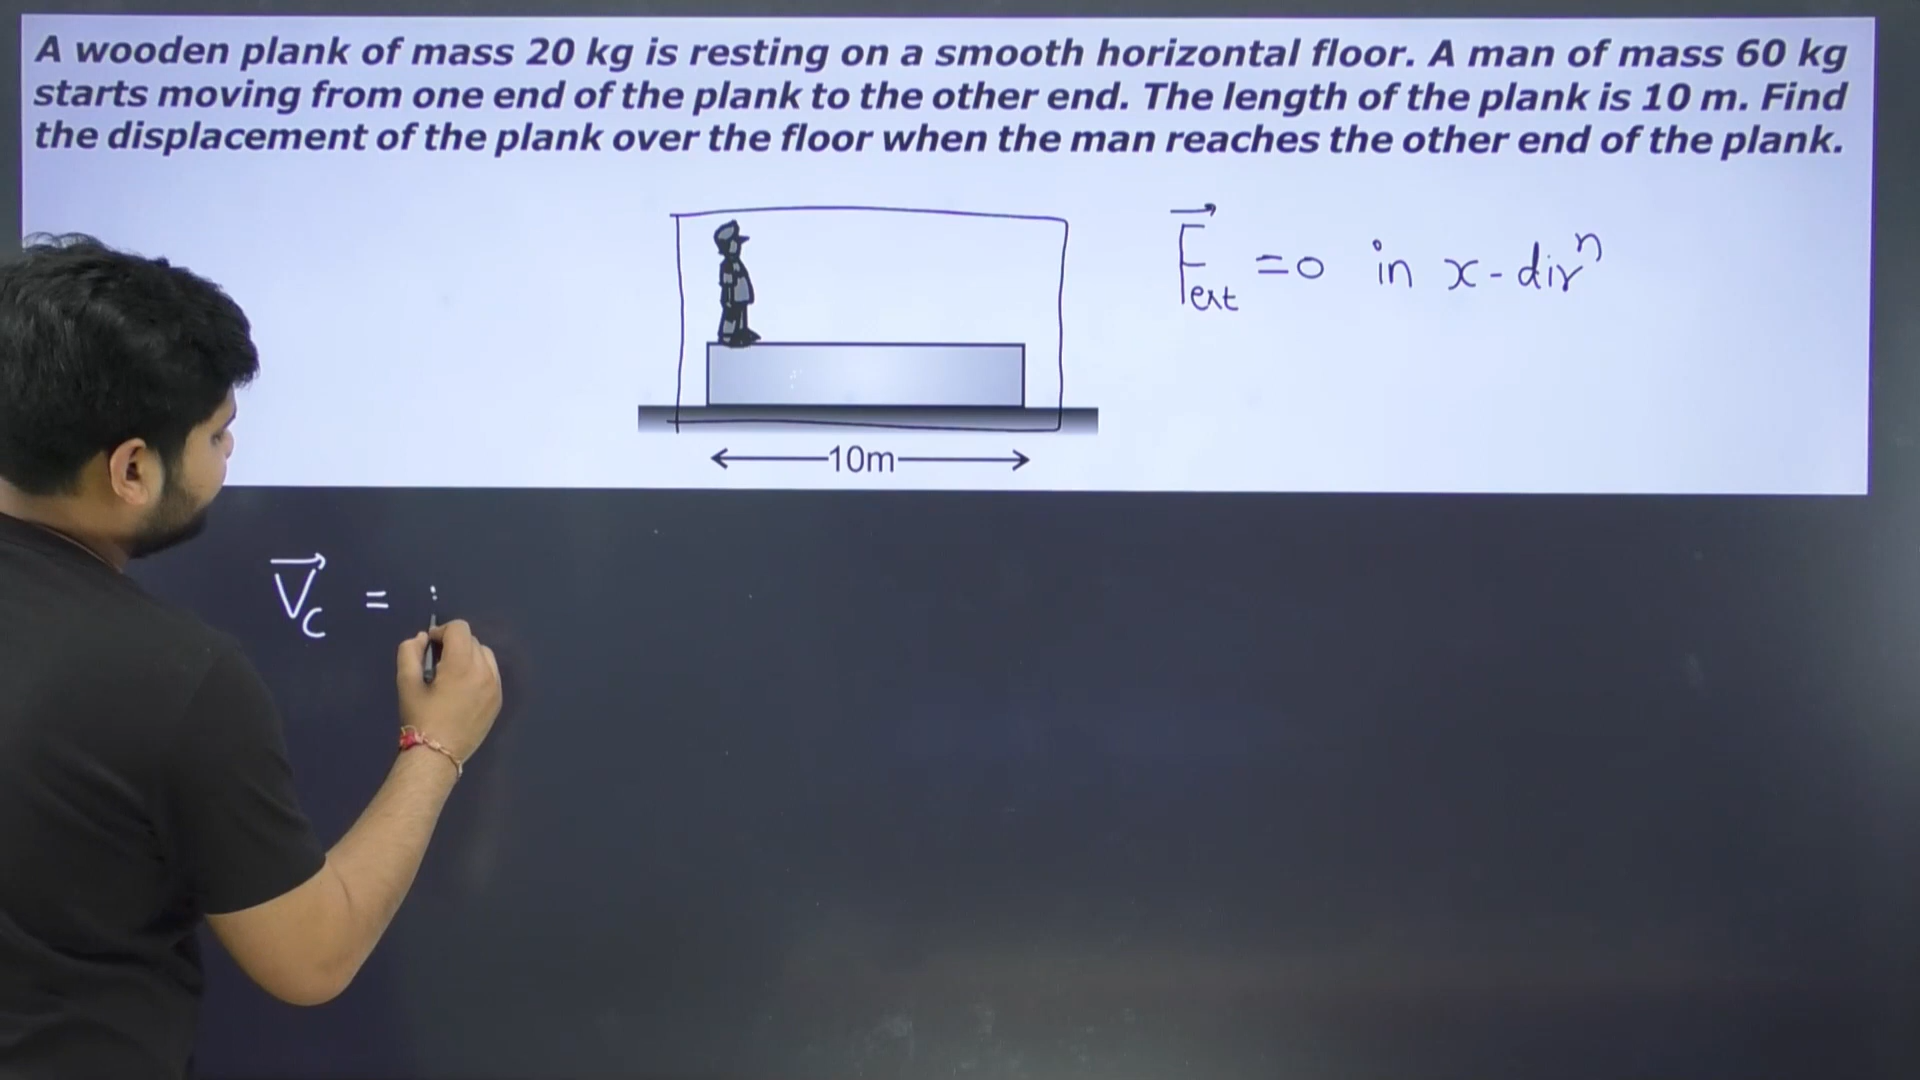 A wooden plank of mass 20 kg is resting on a smooth horizontal floor. A man of mass 60 kg
starts moving from one end of the plank to the other end. The length of the plank is 10 m. Find
the displacement of the plank over the floor when the man reaches the other end of the plank.
F⃗ext = 0 in x-dirⁿ
10m
V⃗c =